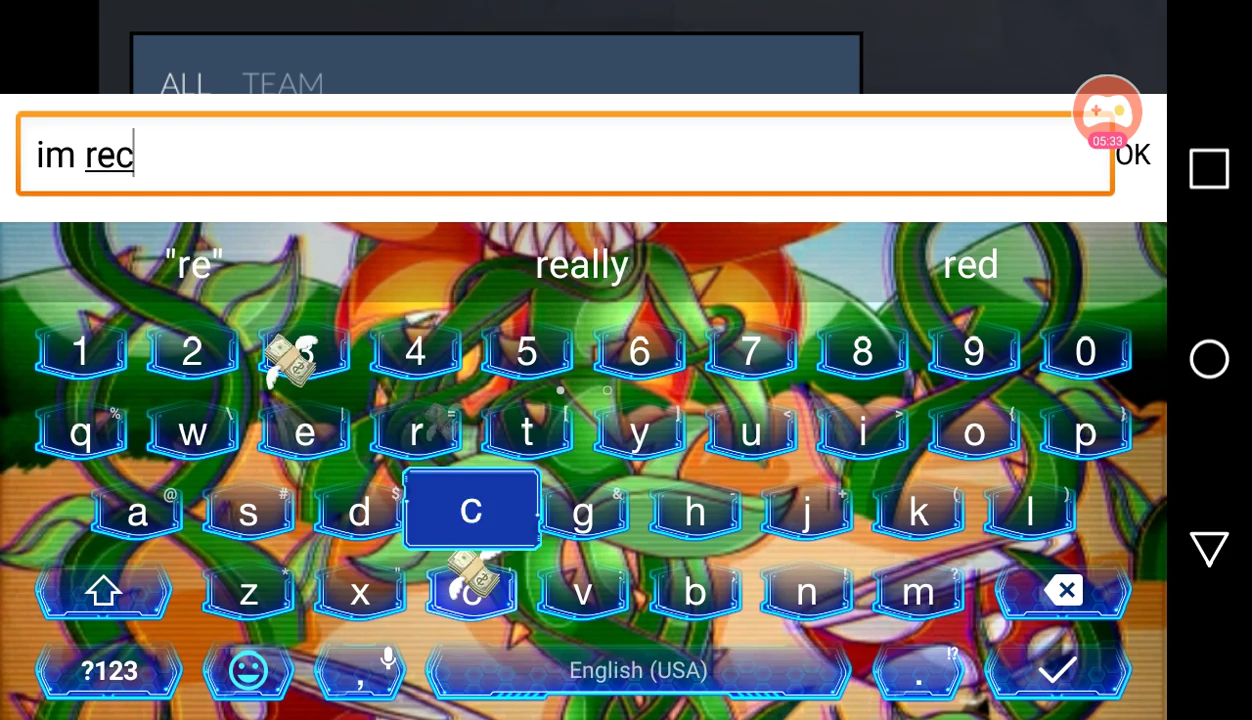 ALL TEAM
05:33
im rec
OK
"re" really red
1 2 3 4 5 6 7 8 9 0
% \ | = [ ] < > { }
q w e r t y u i o p
@ # $ & - + ( )
a s d c g h j k l
* " ' : ; ! ?
z x c v b n m
!?
?123 , English (USA) .